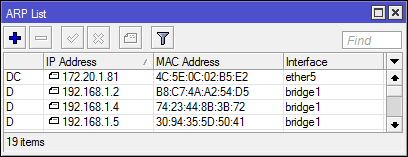 ARP List
Find
IP Address MAC Address Interface
DC 172.20.1.81 4C:5E:0C:02:B5:E2 ether5
D 192.168.1.2 B8:C7:4A:A2:54:D5 bridge1
D 192.168.1.4 74:23:44:8B:3B:72 bridge1
D 192.168.1.5 30:94:35:5D:50:41 bridge1
19 items